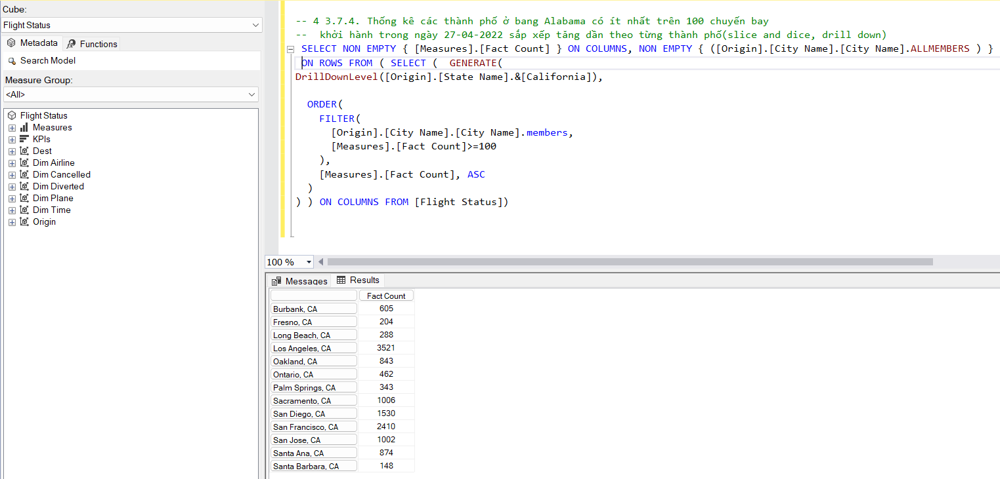 Cube:
Flight Status
Metadata
Functions
Search Model
Measure Group:
<All>
Flight Status
Measures
KPIs
Dest
Dim Airline
Dim Cancelled
Dim Diverted
Dim Plane
Dim Time
Origin
-- 4 3.7.4. Thống kê các thành phố ở bang Alabama có ít nhất trên 100 chuyến bay
--  khởi hành trong ngày 27-04-2022 sắp xếp tăng dần theo từng thành phố(slice and dice, drill down)
SELECT NON EMPTY { [Measures].[Fact Count] } ON COLUMNS, NON EMPTY { ([Origin].[City Name].[City Name].ALLMEMBERS ) }
ON ROWS FROM ( SELECT (  GENERATE(
DrillDownLevel([Origin].[State Name].&[California]),
ORDER(
FILTER(
[Origin].[City Name].[City Name].members,
[Measures].[Fact Count]>=100
),
[Measures].[Fact Count], ASC
)
) ) ON COLUMNS FROM [Flight Status])
100 %
Messages
Results
Fact Count
Burbank, CA 605
Fresno, CA 204
Long Beach, CA 288
Los Angeles, CA 3521
Oakland, CA 843
Ontario, CA 462
Palm Springs, CA 343
Sacramento, CA 1006
San Diego, CA 1530
San Francisco, CA 2410
San Jose, CA 1002
Santa Ana, CA 874
Santa Barbara, CA 148